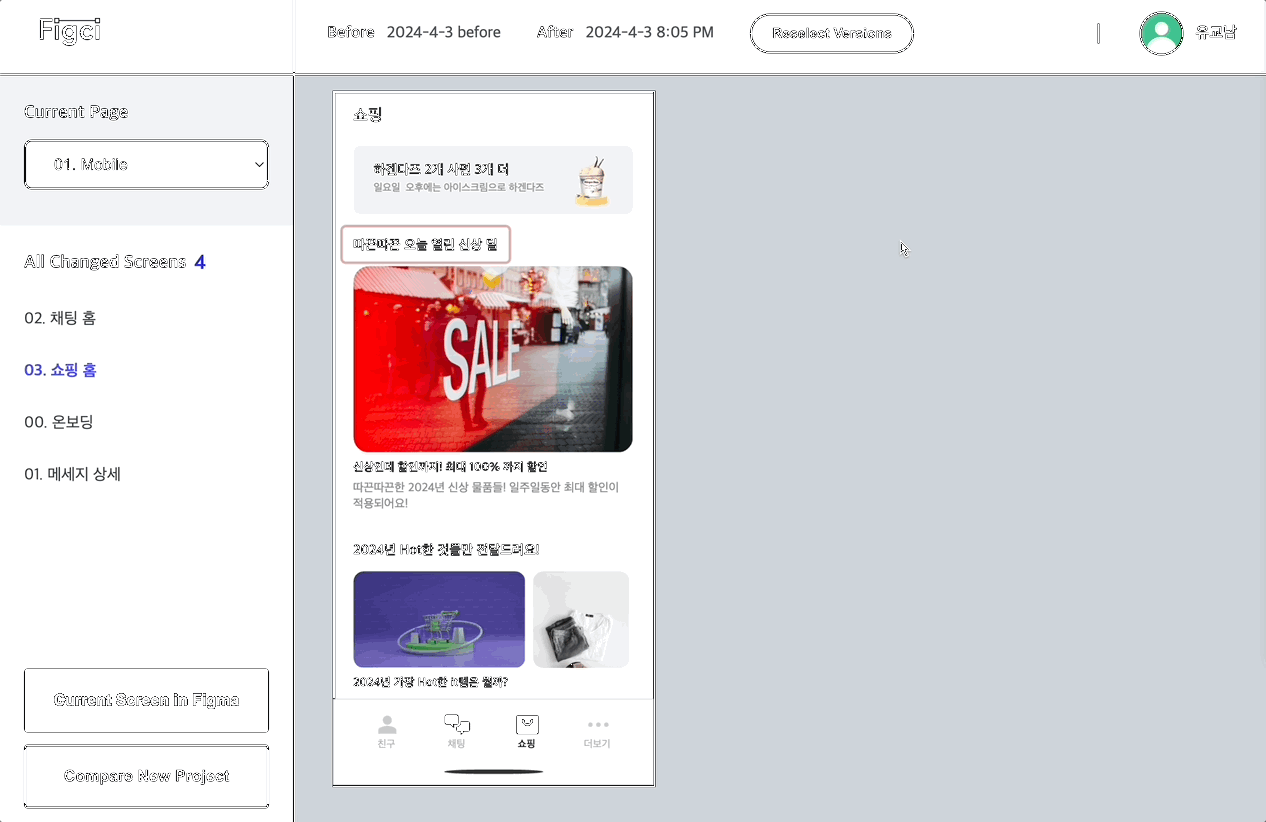 Figci
Before 2024-4-3 before After 2024-4-3 8:05 PM Reselect Versions
유교남
Current Page
01. Mobile
All Changed Screens 4
02. 채팅 홈
03. 쇼핑 홈
00. 온보딩
01. 메세지 상세
Current Screen in Figma
Compare New Project
쇼핑
하겐다즈 2개 사면 3개 더
일요일 오후에는 아이스크림으로 하겐다즈
따끈따끈 오늘 열린 신상 딜
SALE
신상인데 할인까지! 최대 100% 까지 할인
따끈따끈한 2024년 신상 물품들! 일주일동안 최대 할인이
적용되어요!
2024년 Hot한 것들만 전달드려요!
2024년 가장 Hot한 it템은 뭘까?
친구 채팅 쇼핑 더보기